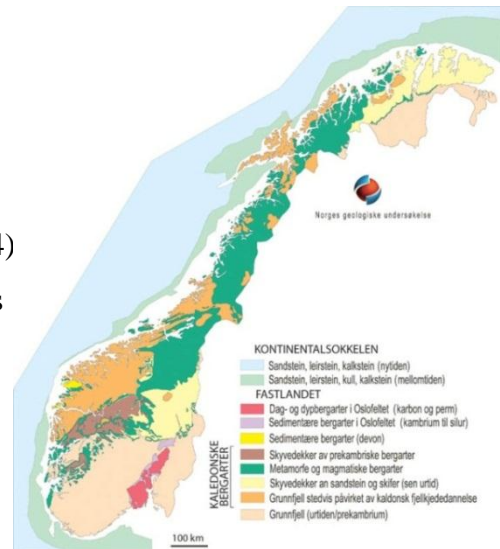 4)
s
Norges geologiske undersøkelse
KONTINENTALSOKKELEN
Sandstein, leirstein, kalkstein (nytiden)
Sandstein, leirstein, kull, kalkstein (mellomtiden)
FASTLANDET
Dag- og dypbergarter i Oslofeltet (karbon og perm)
Sedimentære bergarter i Oslofeltet (kambrium til silur)
Sedimentære bergarter (devon)
KALEDONSKE
BERGARTER
Skyvedekker av prekambriske bergarter
Metamorfe og magmatiske bergarter
Skyvedekker an sandstein og skifer (sen urtid)
Grunnfjell stedvis påvirket av kaldonsk fjellkjededannelse
Grunnfjell (urtiden/prekambrium)
100 km